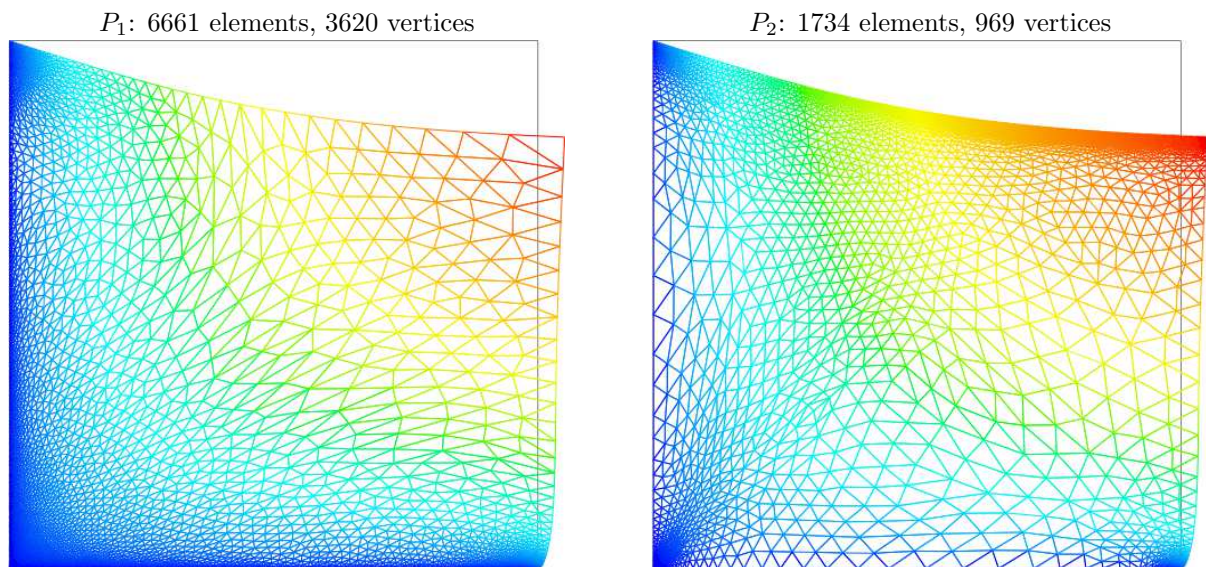 P₁: 6661 elements, 3620 vertices
P₂: 1734 elements, 969 vertices